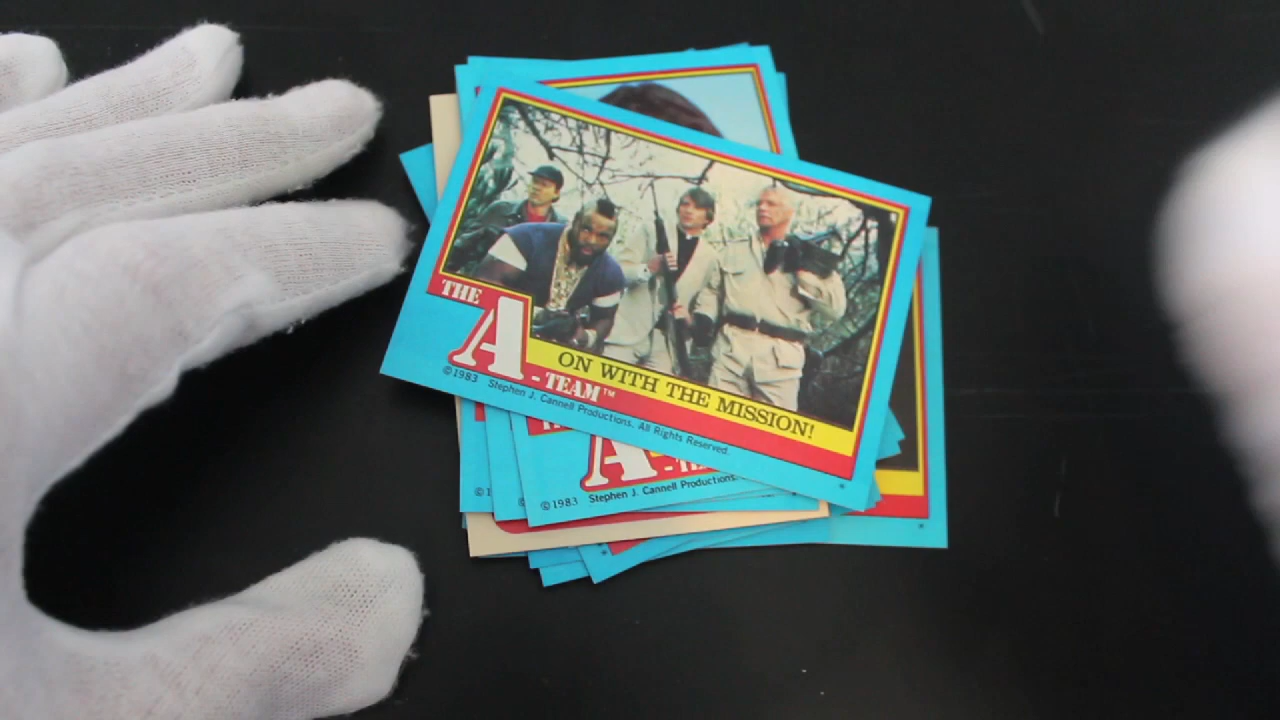 THE
A
-TEAM™
ON WITH THE MISSION!
©1983 Stephen J. Cannell Productions. All Rights Reserved.
A
©1983 Stephen J. Cannell Productions.